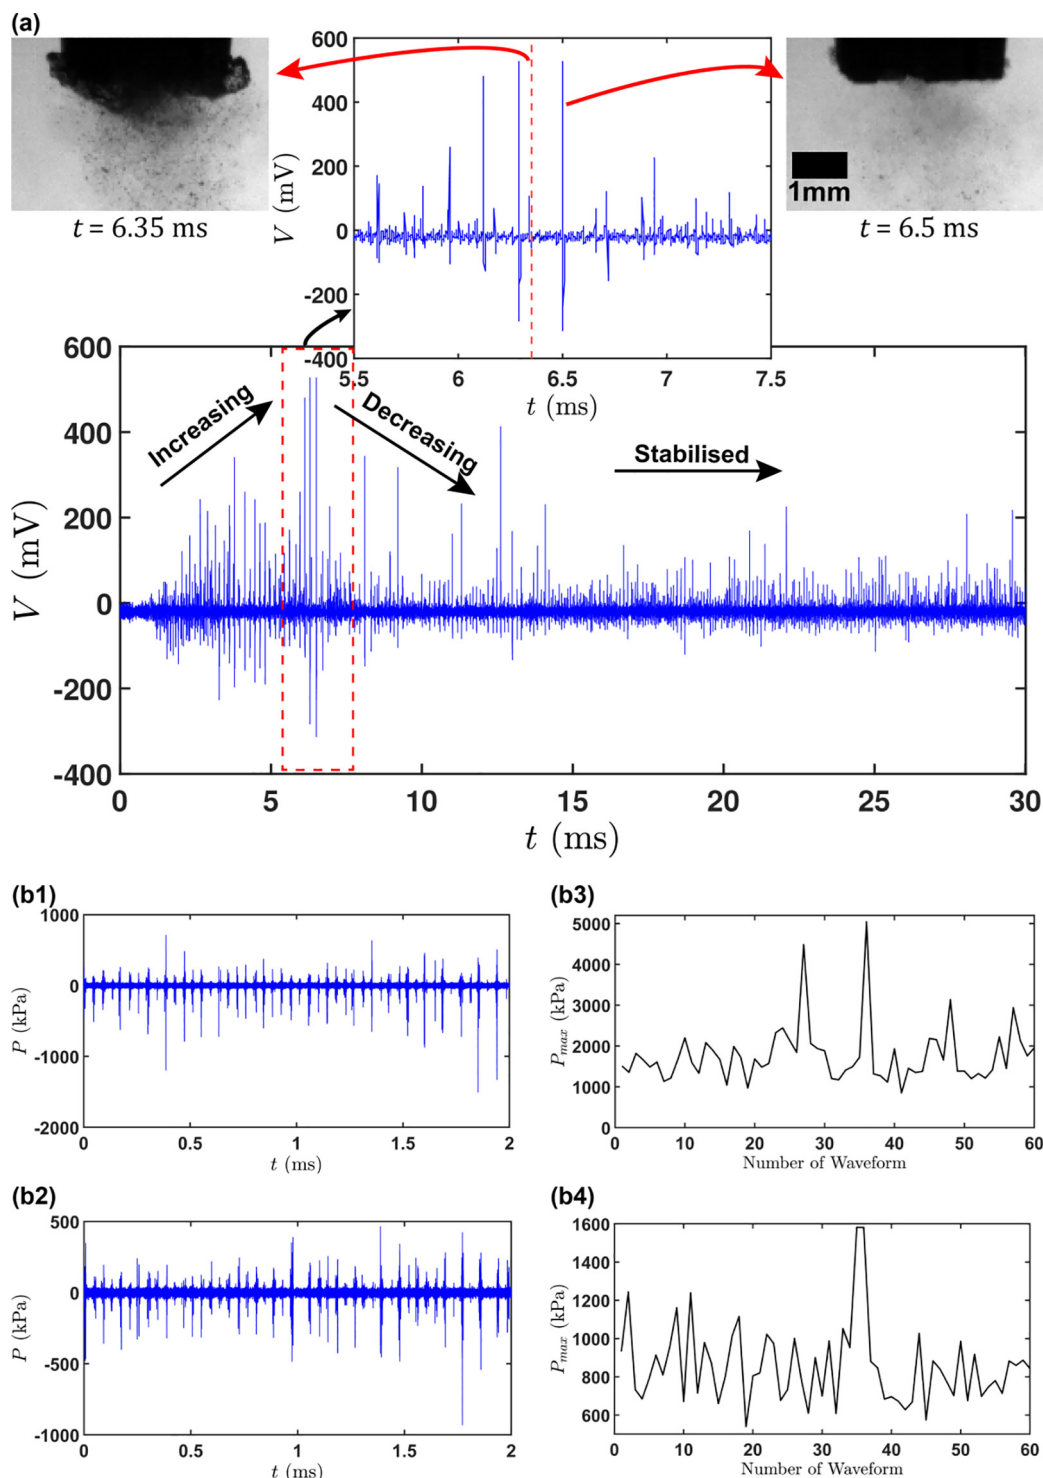 (a)
600
400
200
0
-200
-400
V (mV)
5.5
6
6.5
7
7.5
t (ms)
t = 6.35 ms
1mm
t = 6.5 ms
600
400
200
0
-200
-400
V (mV)
Increasing
Decreasing
Stabilised
0
5
10
15
20
25
30
t (ms)
(b1)
1000
0
-1000
-2000
P (kPa)
0
0.5
1
1.5
2
t (ms)
(b3)
5000
4000
3000
2000
1000
0
Pmax (kPa)
0
10
20
30
40
50
60
Number of Waveform
(b2)
500
0
-500
-1000
P (kPa)
0
0.5
1
1.5
2
t (ms)
(b4)
1600
1400
1200
1000
800
600
Pmax (kPa)
0
10
20
30
40
50
60
Number of Waveform